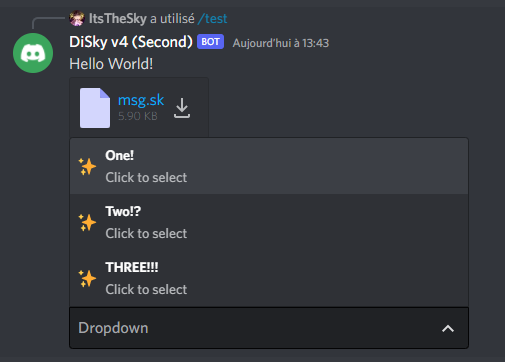 ItsTheSky a utilisé /test
DiSky v4 (Second) BOT Aujourd'hui à 13:43
Hello World!
msg.sk
5.90 KB
One!
Click to select
Two!?
Click to select
THREE!!!
Click to select
Dropdown